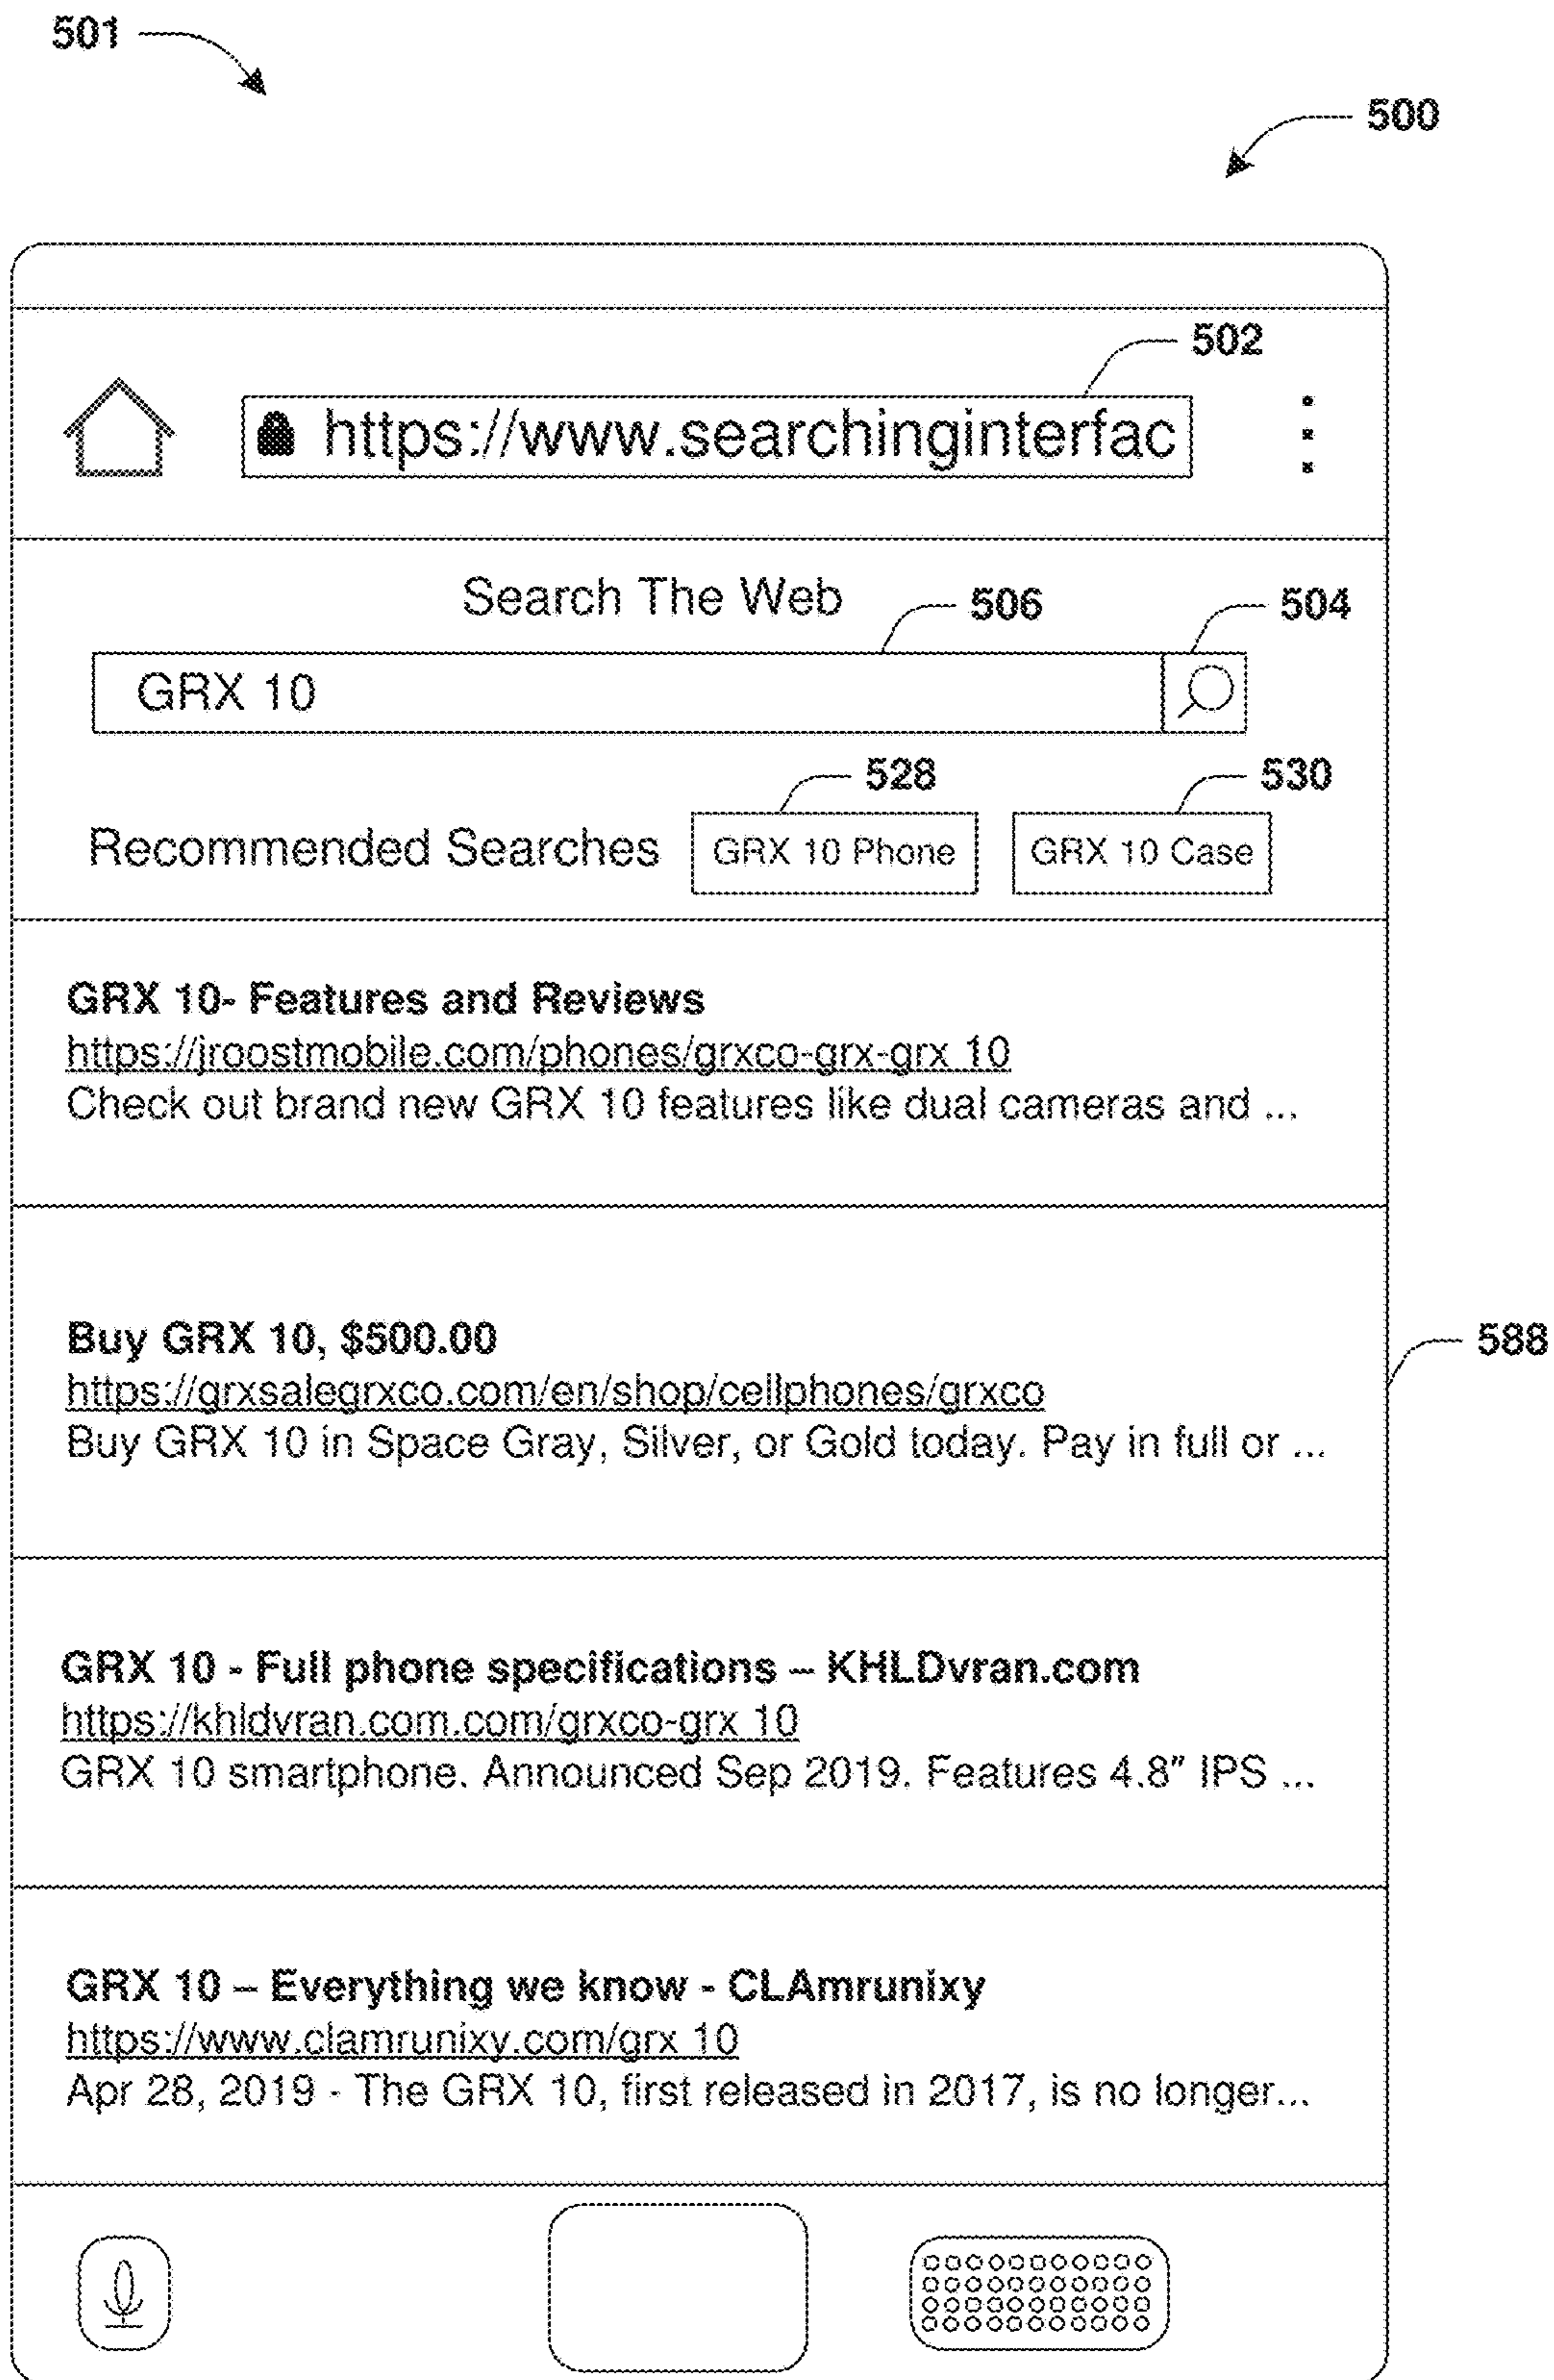 501
500
502
https://www.searchinginterfac
Search The Web
506
504
GRX 10
528
530
Recommended Searches
GRX 10 Phone
GRX 10 Case
GRX 10- Features and Reviews
https://jroostmobile.com/phones/grxco-grx-grx 10
Check out brand new GRX 10 features like dual cameras and ...
Buy GRX 10, $500.00
588
https://grxsalegrxco.com/en/shop/cellphones/grxco
Buy GRX 10 in Space Gray, Silver, or Gold today. Pay in full or ...
GRX 10 - Full phone specifications – KHLDvran.com
https://khldvran.com.com/grxco-grx 10
GRX 10 smartphone. Announced Sep 2019. Features 4.8" IPS ...
GRX 10 – Everything we know - CLAmrunixy
https://www.clamrunixy.com/grx 10
Apr 28, 2019 - The GRX 10, first released in 2017, is no longer...